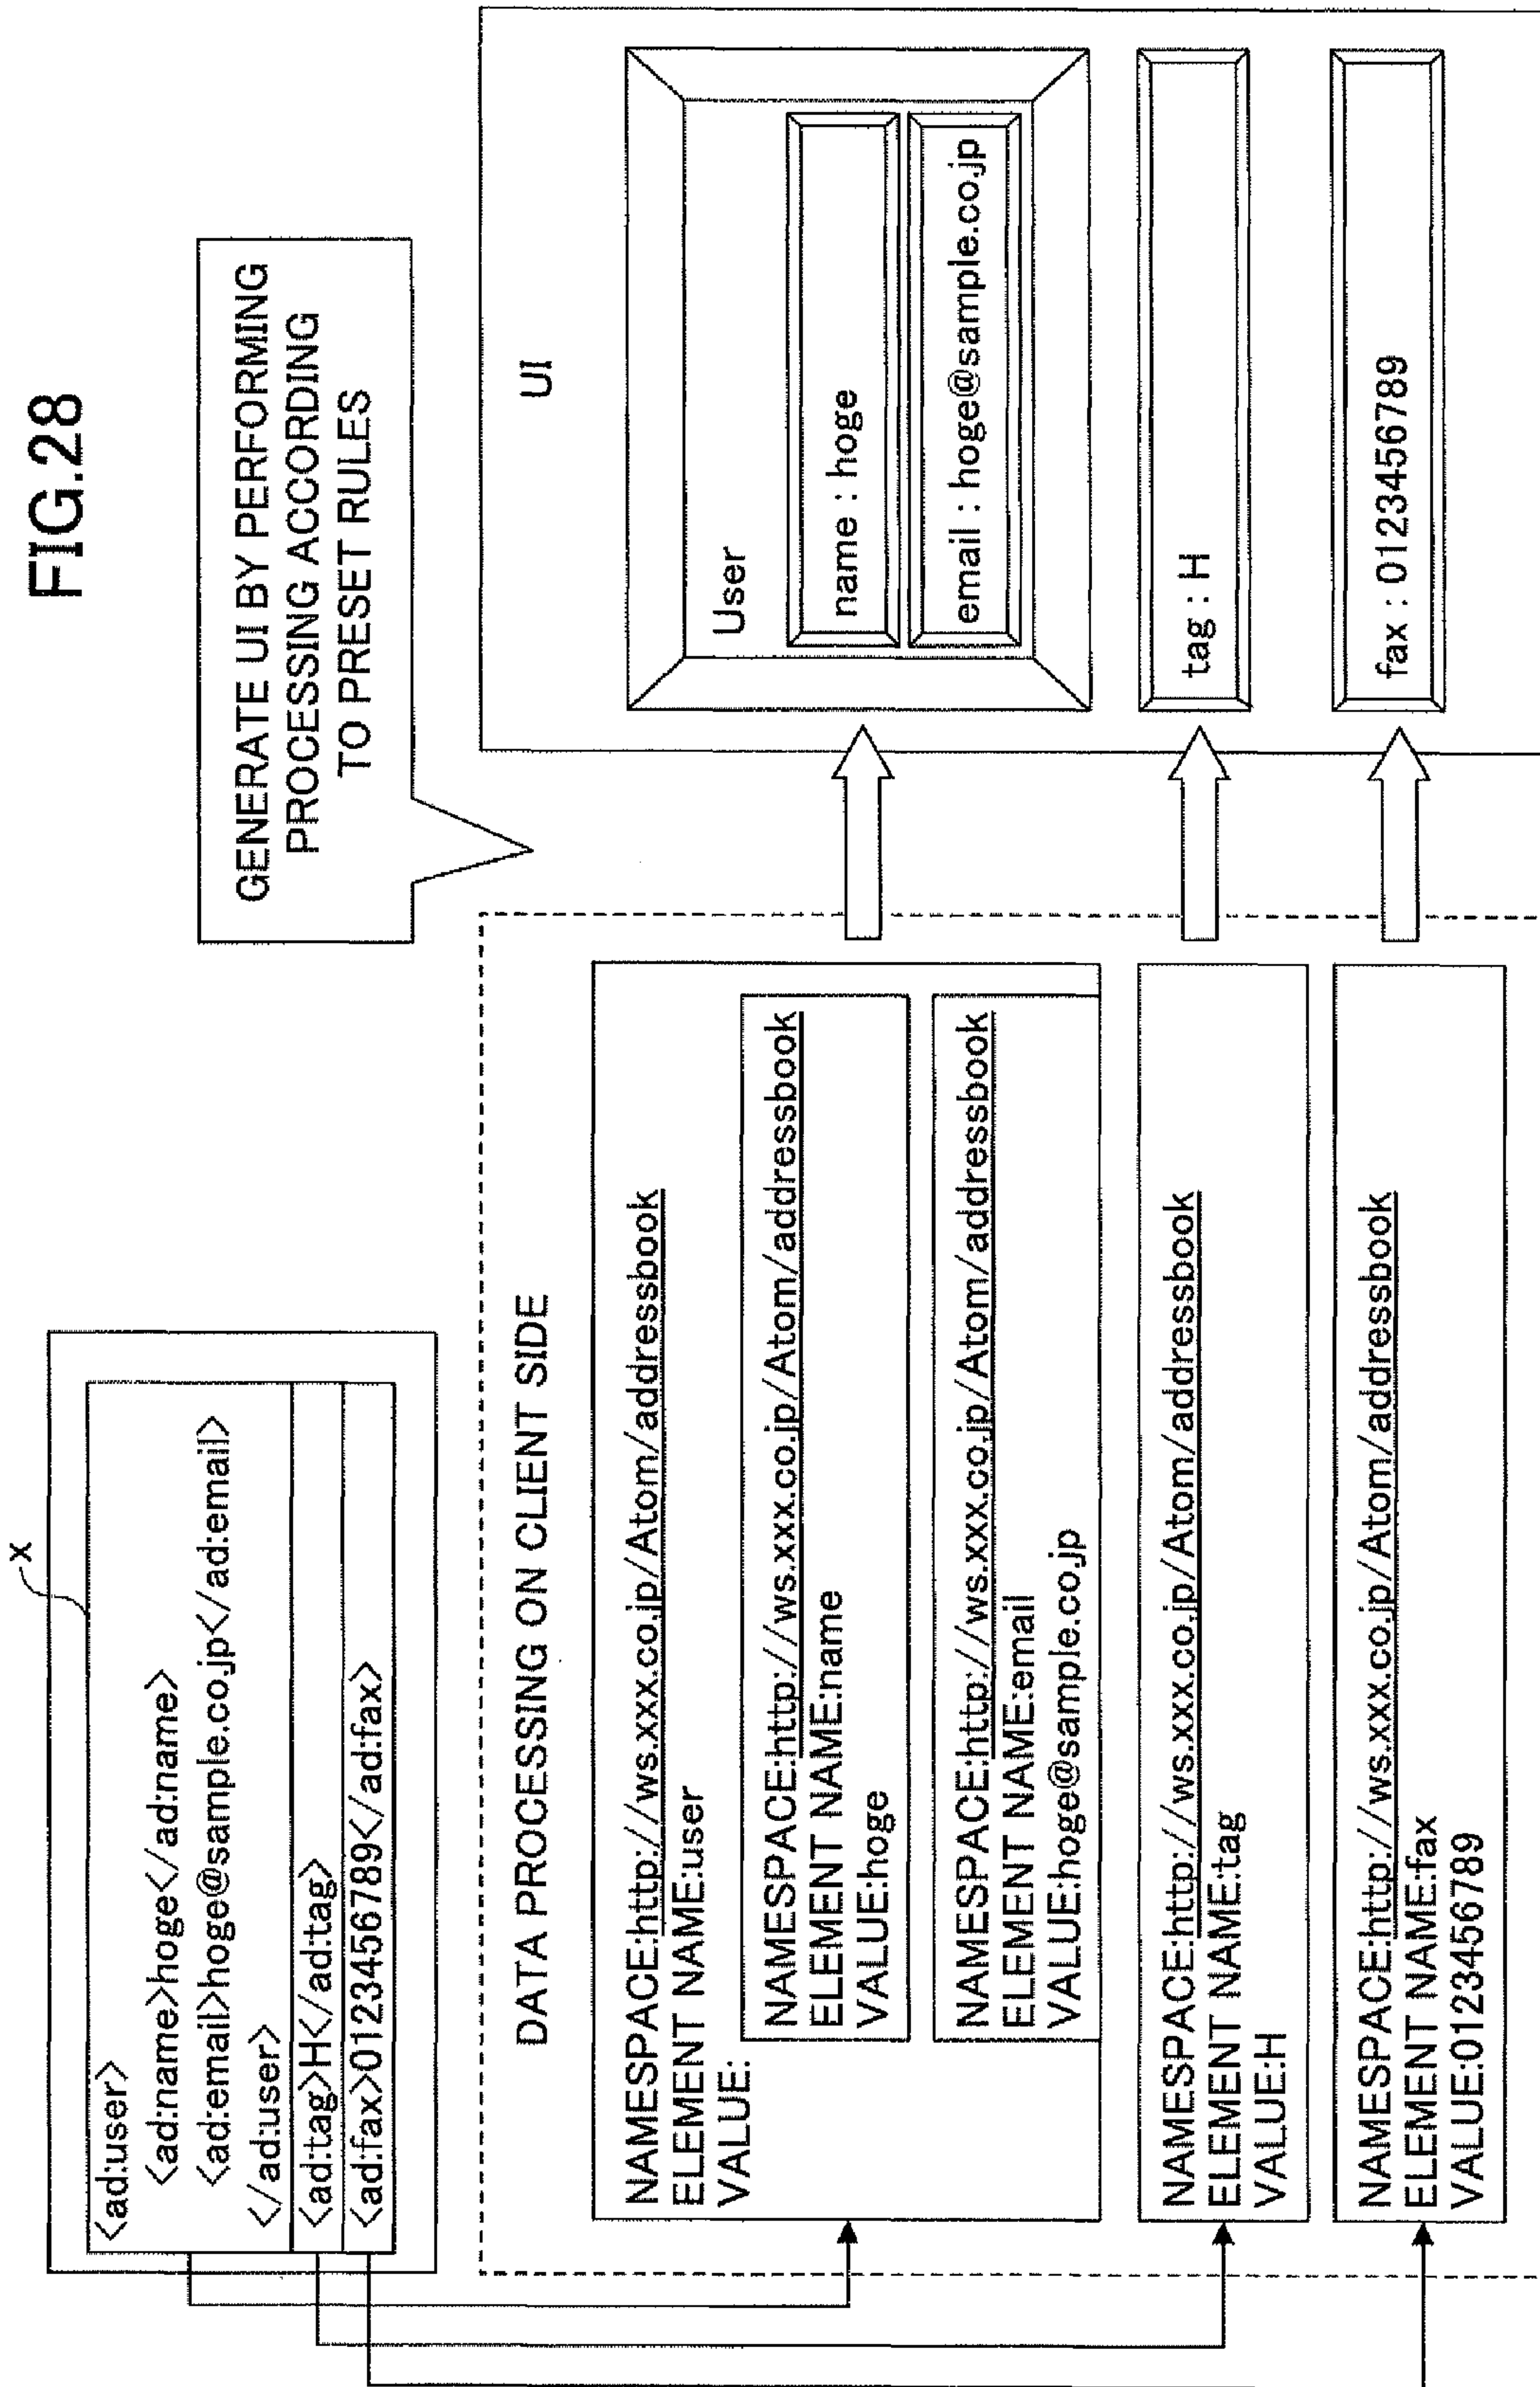 FIG.28
x
<ad:user>
<ad:name>hoge</ad:name>
<ad:email>hoge@sample.co.jp</ad:email>
</ad:user>
<ad:tag>H</ad:tag>
<ad:fax>0123456789</ad:fax>
GENERATE UI BY PERFORMING
PROCESSING ACCORDING
TO PRESET RULES
DATA PROCESSING ON CLIENT SIDE
NAMESPACE:http://ws.xxx.co.jp/Atom/addressbook
ELEMENT NAME:user
VALUE:
NAMESPACE:http://ws.xxx.co.jp/Atom/addressbook
ELEMENT NAME:name
VALUE:hoge
NAMESPACE:http://ws.xxx.co.jp/Atom/addressbook
ELEMENT NAME:email
VALUE:hoge@sample.co.jp
NAMESPACE:http://ws.xxx.co.jp/Atom/addressbook
ELEMENT NAME:tag
VALUE:H
NAMESPACE:http://ws.xxx.co.jp/Atom/addressbook
ELEMENT NAME:fax
VALUE:0123456789
UI
User
name : hoge
email : hoge@sample.co.jp
tag : H
fax : 0123456789